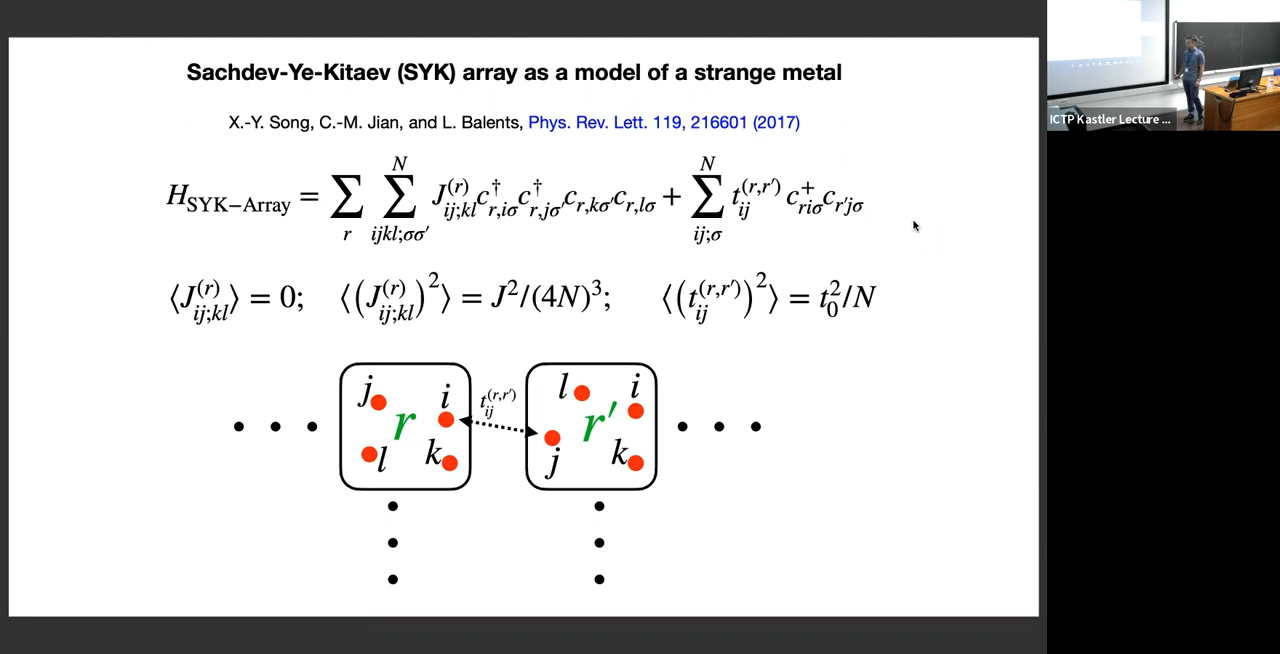 Sachdev-Ye-Kitaev (SYK) array as a model of a strange metal
X.-Y. Song, C.-M. Jian, and L. Balents, Phys. Rev. Lett. 119, 216601 (2017)
H_{SYK−Array} = \sum_{r} \sum_{ijkl;σσ′}^{N} J_{ij;kl}^{(r)} c_{r,iσ}^{†} c_{r,jσ′}^{†} c_{r,kσ′} c_{r,lσ} + \sum_{ij;σ}^{N} t_{ij}^{(r,r′)} c_{riσ}^{+} c_{r′jσ}
⟨J_{ij;kl}^{(r)}⟩ = 0; ⟨(J_{ij;kl}^{(r)})^2⟩ = J^2/(4N)^3; ⟨(t_{ij}^{(r,r′)})^2⟩ = t_0^2/N
j i t_{ij}^{(r,r′)} l i
r r′
l k j k
ICTP Kastler Lecture ...